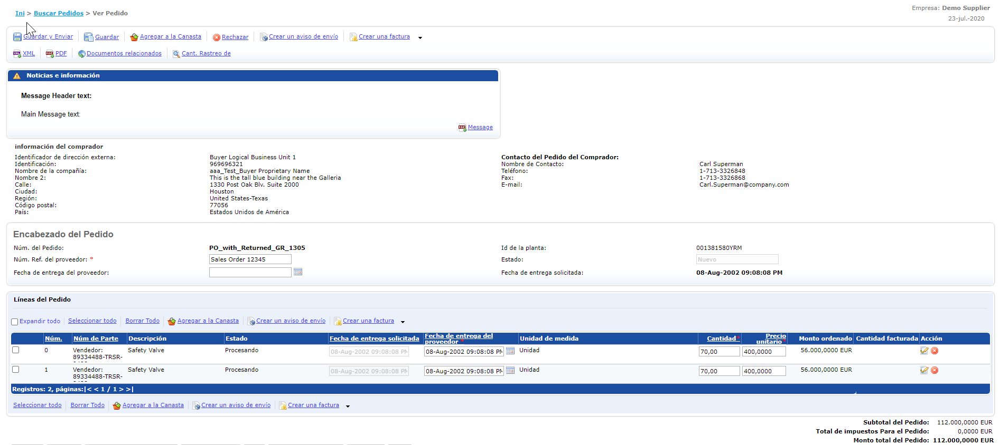 Ini > Buscar Pedidos > Ver Pedido
Empresa: Demo Supplier
23-jul.-2020
Guardar y Enviar Guardar Agregar a la Canasta Rechazar Crear un aviso de envío Crear una factura
XML PDF Documentos relacionados Cant. Rastreo de
Noticias e información
Message Header text:
Main Message text:
Message
información del comprador
Identificador de dirección externa: Buyer Logical Business Unit 1 Contacto del Pedido del Comprador:
Identificación: 969696321 Nombre de Contacto: Carl Superman
Nombre de la compañía: aaa_Test_Buyer Proprietary Name Teléfono: 1-713-3326848
Nombre 2: This is the tall blue building near the Galleria Fax: 1-713-3326868
Calle: 1330 Post Oak Blv. Suite 2000 E-mail: Carl.Superman@company.com
Ciudad: Houston
Región: United States-Texas
Código postal: 77056
País: Estados Unidos de América
Encabezado del Pedido
Núm. del Pedido: PO_with_Returned_GR_1305 Id de la planta: 001381580YRM
Núm. Ref. del proveedor: * Sales Order 12345 Estado: Nuevo
Fecha de entrega del proveedor: Fecha de entrega solicitada: 08-Aug-2002 09:08:08 PM
Líneas del Pedido
Expandir todo Seleccionar todo Borrar Todo Agregar a la Canasta Crear un aviso de envío Crear una factura
Núm. Núm de Parte Descripción Estado Fecha de entrega solicitada Fecha de entrega del proveedor * Unidad de medida Cantidad * Precio unitario * Monto ordenado Cantidad facturada Acción
0 Vendedor: Safety Valve Procesando 08-Aug-2002 09:08:08 PM 08-Aug-2002 09:08:08 PM Unidad 70,00 400,0000 56.000,0000 EUR
89334488-TRSR-
1 Vendedor: Safety Valve Procesando 08-Aug-2002 09:08:08 PM 08-Aug-2002 09:08:08 PM Unidad 70,00 400,0000 56.000,0000 EUR
89334488-TRSR-
Registros: 2, páginas:|< < 1 / 1 > >|
Seleccionar todo Borrar Todo Agregar a la Canasta Crear un aviso de envío Crear una factura
Subtotal del Pedido: 112.000,0000 EUR
Total de impuestos Para el Pedido: 0,0000 EUR
Monto total del Pedido: 112.000,0000 EUR